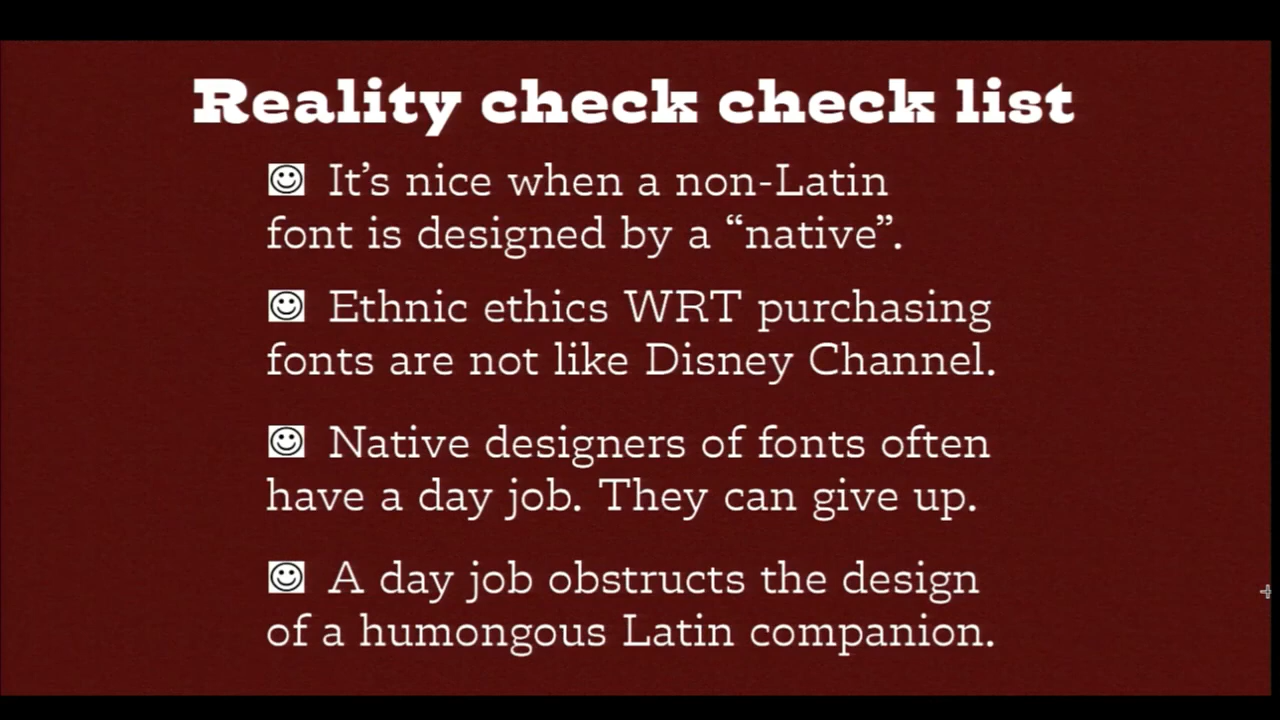 Reality check check list
☺ It’s nice when a non-Latin
font is designed by a “native”.
☺ Ethnic ethics WRT purchasing
fonts are not like Disney Channel.
☺ Native designers of fonts often
have a day job. They can give up.
☺ A day job obstructs the design
of a humongous Latin companion.